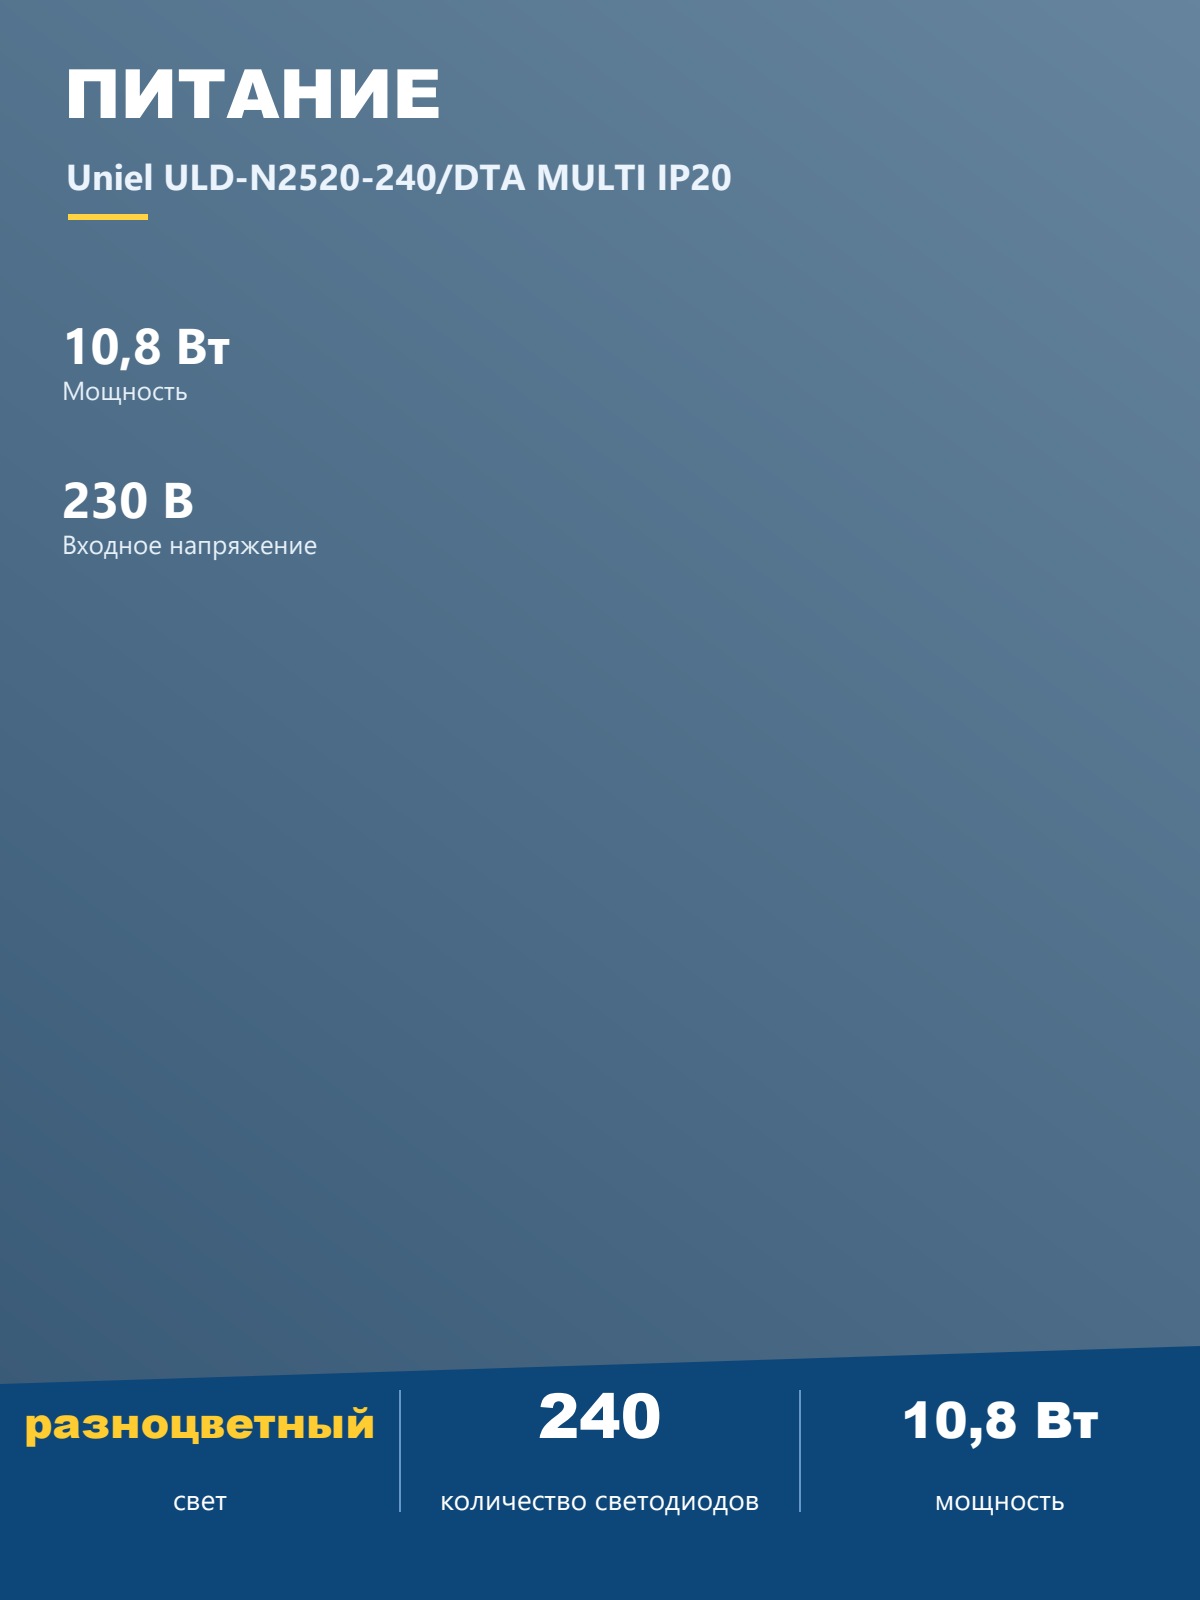 ПИТАНИЕ
Uniel ULD-N2520-240/DTA MULTI IP20
10,8 Вт
Мощность
230 В
Входное напряжение
разноцветный
свет
240
количество светодиодов
10,8 Вт
мощность